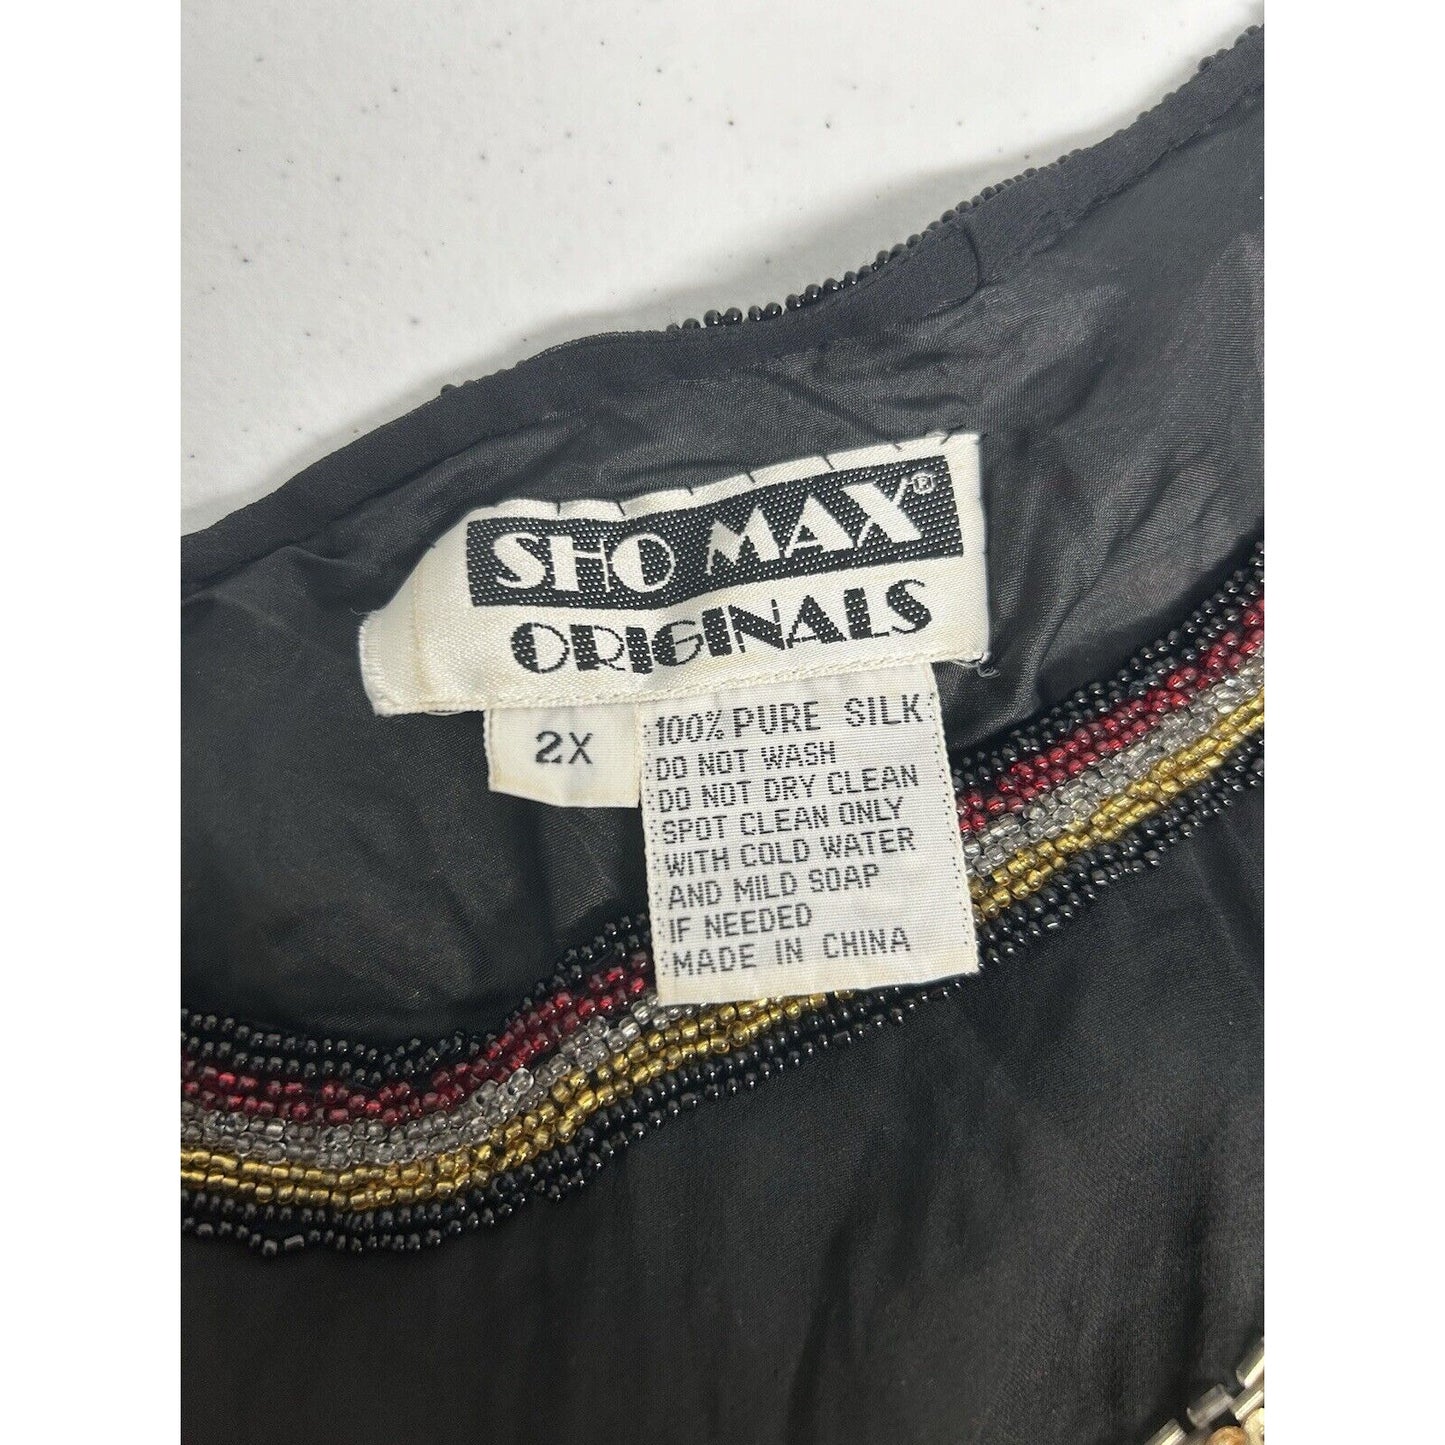 SHO MAX®
ORIGINALS
2X
100% PURE SILK
DO NOT WASH
DO NOT DRY CLEAN
SPOT CLEAN ONLY
WITH COLD WATER
AND MILD SOAP
IF NEEDED
MADE IN CHINA